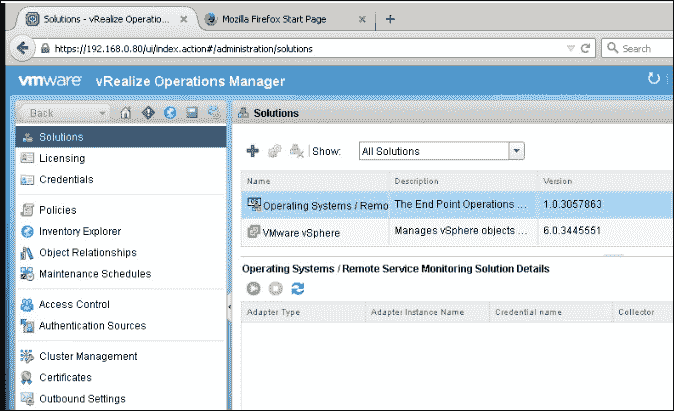 Solutions - vRealize Operatio...
Mozilla Firefox Start Page
https://192.168.0.80/ui/index.action#/administration/solutions
Search
vmware vRealize Operations Manager
Back
Solutions
Licensing
Credentials
Policies
Inventory Explorer
Object Relationships
Maintenance Schedules
Access Control
Authentication Sources
Cluster Management
Certificates
Outbound Settings
Solutions
Show: All Solutions
Name Description Version
Operating Systems / Remo The End Point Operations ... 1.0.3057863
VMware vSphere Manages vSphere objects ... 6.0.3445551
Operating Systems / Remote Service Monitoring Solution Details
Adapter Type Adapter Instance Name Credential name Collector